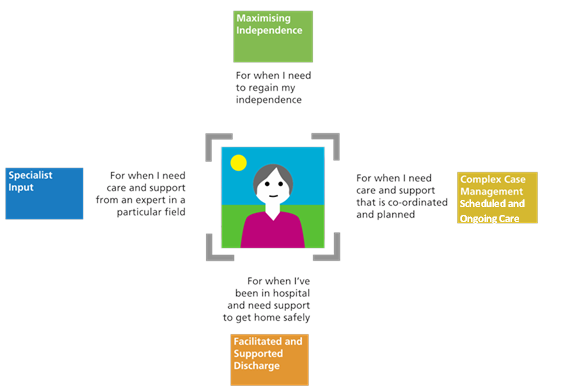 Maximising
Independence
For when I need
to regain my
independence
Specialist
Input
For when I need
care and support
from an expert in a
particular field
For when I need
care and support
that is co-ordinated
and planned
Complex Case
Management
Scheduled and
Ongoing Care
For when I’ve
been in hospital
and need support
to get home safely
Facilitated and
Supported
Discharge